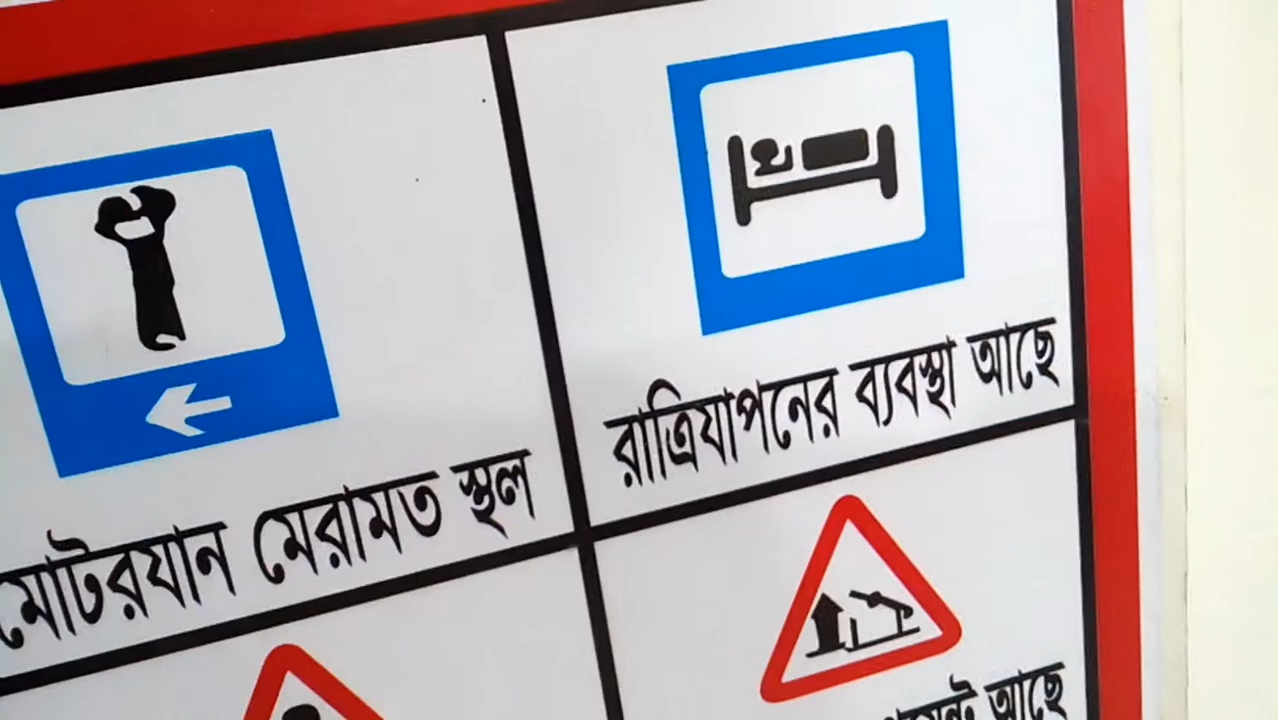 রাত্রিযাপনের ব্যবস্থা আছে
মোটরযান মেরামত স্থল
আছে